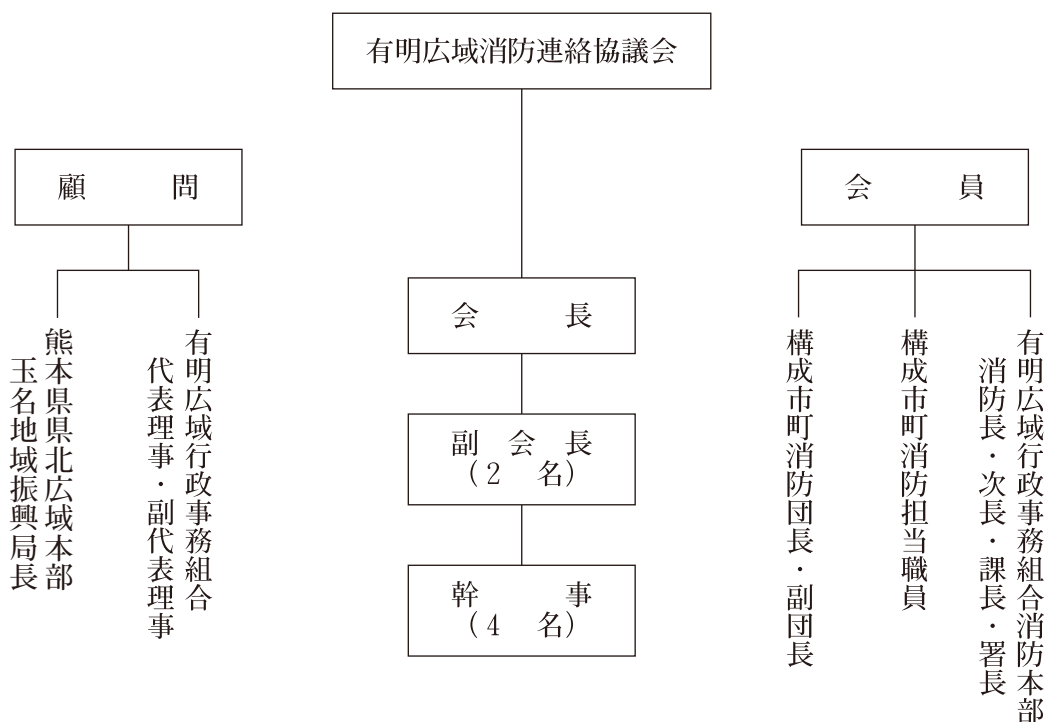 有明広域消防連絡協議会
顧　問
有明広域行政事務組合
代表理事・副代表理事
熊本県県北広域本部
玉名地域振興局長
会　長
副　会　長
（2　名）
幹　事
（4　名）
会　員
有明広域行政事務組合消防本部
消防長・次長・課長・署長
構成市町消防担当職員
構成市町消防団長・副団長